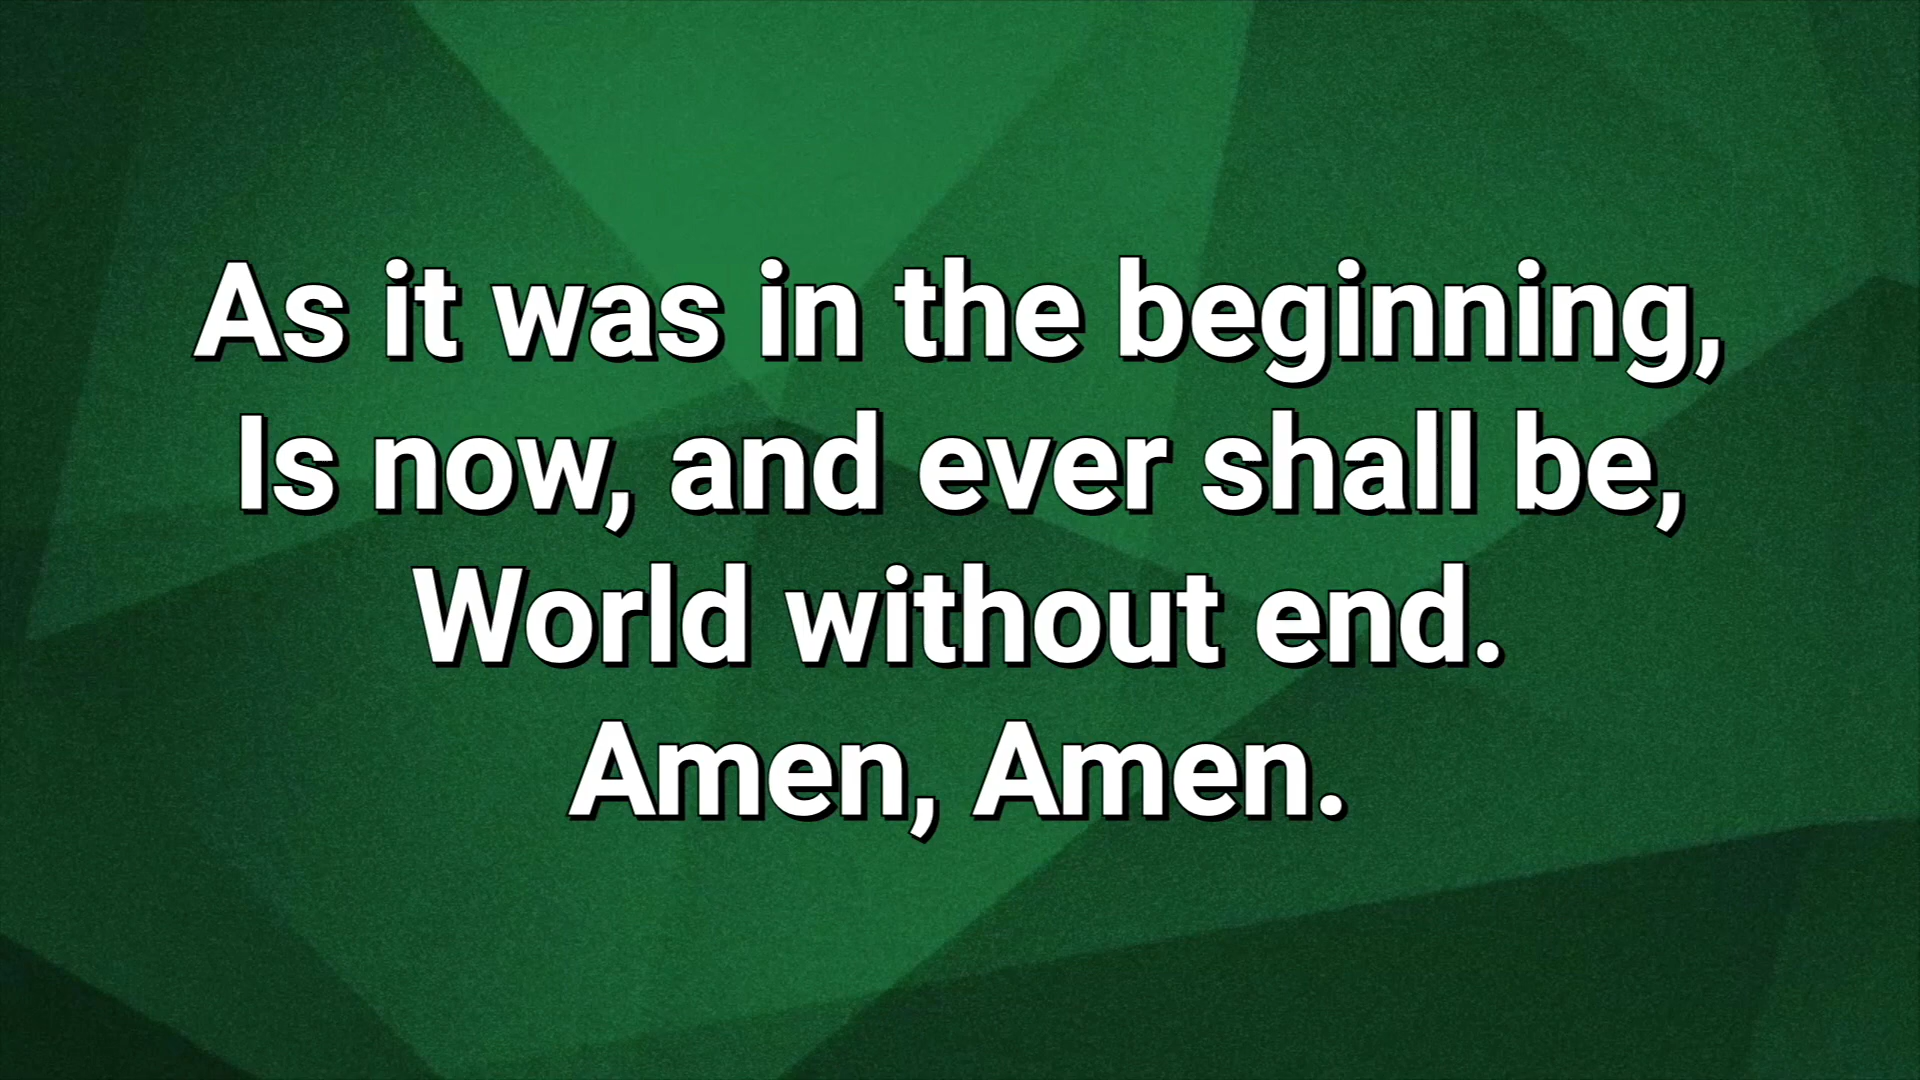 As it was in the beginning,
Is now, and ever shall be,
World without end.
Amen, Amen.